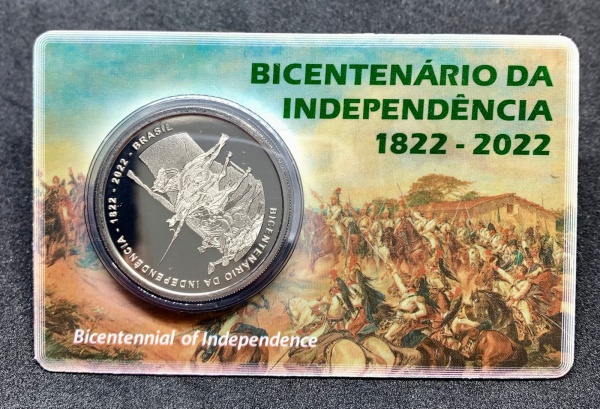 BICENTENÁRIO DA
INDEPENDÊNCIA
1822 - 2022
BICENTENÁRIO DA INDEPENDÊNCIA - 1822 - 2022 - BRASIL
Bicentennial of Independence